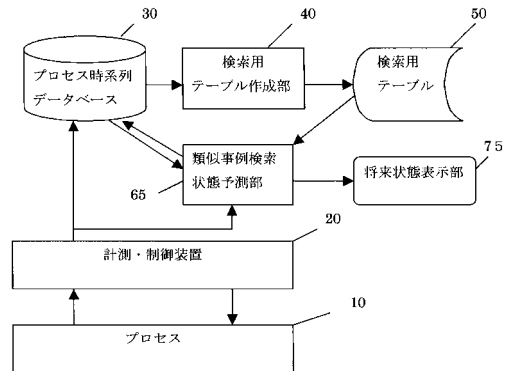 30
40
50
プロセス時系列
データベース
検索用
テーブル作成部
検索用
テーブル
類似事例検索
状態予測部
65
75
将来状態表示部
20
計測・制御装置
10
プロセス